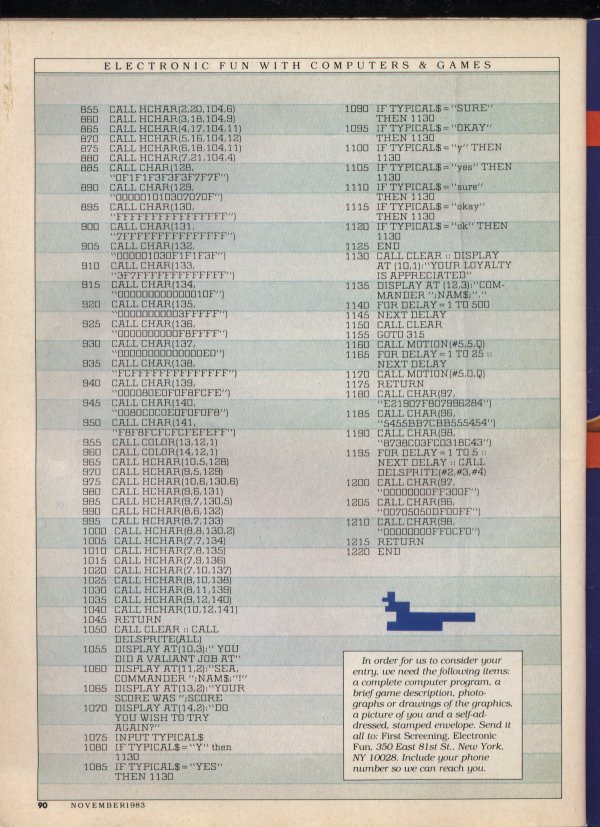 ELECTRONIC FUN WITH COMPUTERS & GAMES
855 CALL HCHAR(2,20,104,6)
860 CALL HCHAR(3,18,104,9)
865 CALL HCHAR(4,17,104,11)
870 CALL HCHAR(5,16,104,12)
875 CALL HCHAR(6,18,104,11)
880 CALL HCHAR(7,21,104,4)
885 CALL CHAR(128,
"0F1F1F3F3F3F7F7F")
890 CALL CHAR(129,
"000001010307070F")
895 CALL CHAR(130,
"FFFFFFFFFFFFFFFF")
900 CALL CHAR(131,
"7FFFFFFFFFFFFFFF")
905 CALL CHAR(132,
"000001030F1F1F3F")
910 CALL CHAR(133,
"3F7FFFFFFFFFFFFF")
915 CALL CHAR(134,
"000000000000010F")
920 CALL CHAR(135,
"0000000003FFFFFF")
925 CALL CHAR(136,
"0000000000F8FFFF")
930 CALL CHAR(137,
"00000000000000E0")
935 CALL CHAR(138,
"FCFFFFFFFFFFFFFF")
940 CALL CHAR(139,
"000080E0F0F8FCFE")
945 CALL CHAR(140,
"0080C0C0E0F0F0F8")
950 CALL CHAR(141,
"F8F8FCFCFCFEFEFF")
955 CALL COLOR(13,12,1)
960 CALL COLOR(14,12,1)
965 CALL HCHAR(10,5,128)
970 CALL HCHAR(9,5,129)
975 CALL HCHAR(10,6,130,6)
980 CALL HCHAR(9,6,131)
985 CALL HCHAR(9,7,130,5)
990 CALL HCHAR(8,6,132)
995 CALL HCHAR(8,7,133)
1000 CALL HCHAR(8,8,130,2)
1005 CALL HCHAR(7,7,134)
1010 CALL HCHAR(7,8,135)
1015 CALL HCHAR(7,9,136)
1020 CALL HCHAR(7,10,137)
1025 CALL HCHAR(8,10,138)
1030 CALL HCHAR(8,11,139)
1035 CALL HCHAR(9,12,140)
1040 CALL HCHAR(10,12,141)
1045 RETURN
1050 CALL CLEAR :: CALL
DELSPRITE(ALL)
1055 DISPLAY AT(10,3):" YOU
DID A VALIANT JOB AT"
1060 DISPLAY AT(11,2):"SEA,
COMMANDER ";NAM$;"!"
1065 DISPLAY AT(13,2):"YOUR
SCORE WAS ";SCORE
1070 DISPLAY AT(14,2):"DO
YOU WISH TO TRY
AGAIN?"
1075 INPUT TYPICAL$
1080 IF TYPICAL$ = "Y" then
1130
1085 IF TYPICAL$ = "YES"
THEN 1130
1090 IF TYPICAL$ = "SURE"
THEN 1130
1095 IF TYPICAL$ = "OKAY"
THEN 1130
1100 IF TYPICAL$ = "y" THEN
1130
1105 IF TYPICAL$ = "yes" THEN
1130
1110 IF TYPICAL$ = "sure"
THEN 1130
1115 IF TYPICAL$ = "okay"
THEN 1130
1120 IF TYPICAL$ = "ok" THEN
1130
1125 END
1130 CALL CLEAR :: DISPLAY
AT (10,1):"YOUR LOYALTY
IS APPRECIATED"
1135 DISPLAY AT (12,3):"COM-
MANDER ";NAM$;"."
1140 FOR DELAY = 1 TO 500
1145 NEXT DELAY
1150 CALL CLEAR
1155 GOTO 315
1160 CALL MOTION(#5,5,Q)
1165 FOR DELAY = 1 TO 25 ::
NEXT DELAY
1170 CALL MOTION(#5,0,Q)
1175 RETURN
1180 CALL CHAR(97,
"E21907F807996284")
1185 CALL CHAR(96,
"5455BB7CBB555454")
1190 CALL CHAR(98,
"8738C03FC0318C43")
1195 FOR DELAY = 1 TO 5 ::
NEXT DELAY :: CALL
DELSPRITE(#2,#3,#4)
1200 CALL CHAR(97,
"00000000FF300F")
1205 CALL CHAR(96,
"00705050DF00FF")
1210 CALL CHAR(98,
"00000000FF0CF0")
1215 RETURN
1220 END
In order for us to consider your
entry, we need the following items:
a complete computer program, a
brief game description, photo-
graphs or drawings of the graphics,
a picture of you and a self-ad-
dressed, stamped envelope. Send it
all to: First Screening, Electronic
Fun, 350 East 81st St., New York,
NY 10028. Include your phone
number so we can reach you.
90 NOVEMBER 1983